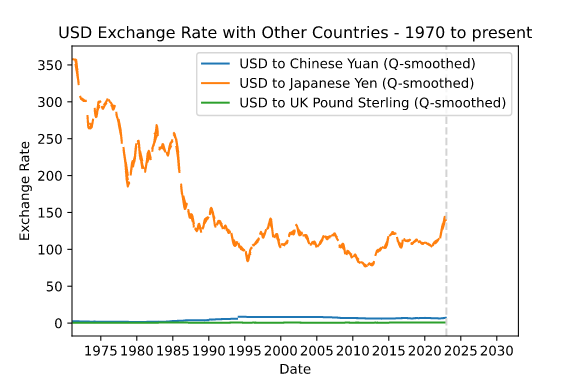 USD Exchange Rate with Other Countries - 1970 to present
USD to Chinese Yuan (Q-smoothed)
USD to Japanese Yen (Q-smoothed)
USD to UK Pound Sterling (Q-smoothed)
350
300
250
200
150
100
50
0
Exchange Rate
1975 1980 1985 1990 1995 2000 2005 2010 2015 2020 2025 2030
Date